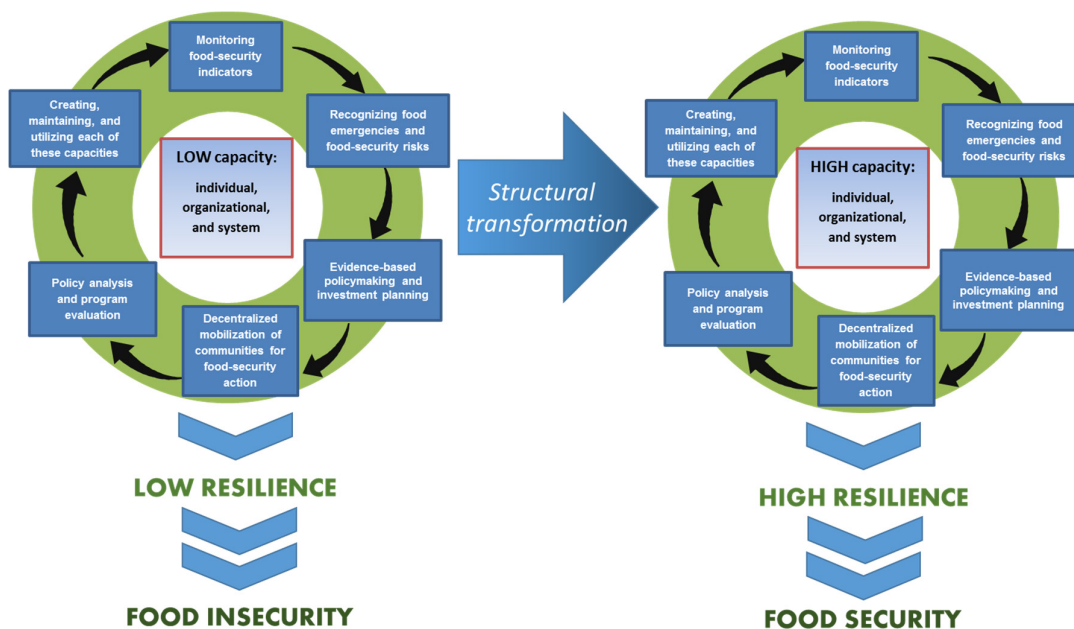 Monitoring
food-security
indicators
Recognizing food
emergencies and
food-security risks
Evidence-based
policymaking and
investment planning
Decentralized
mobilization of
communities for
food-security
action
Policy analysis
and program
evaluation
Creating,
maintaining, and
utilizing each of
these capacities
LOW capacity:
individual,
organizational,
and system
LOW RESILIENCE
FOOD INSECURITY
Structural
transformation
Monitoring
food-security
indicators
Recognizing food
emergencies and
food-security risks
Evidence-based
policymaking and
investment planning
Decentralized
mobilization of
communities for
food-security
action
Policy analysis
and program
evaluation
Creating,
maintaining, and
utilizing each of
these capacities
HIGH capacity:
individual,
organizational,
and system
HIGH RESILIENCE
FOOD SECURITY